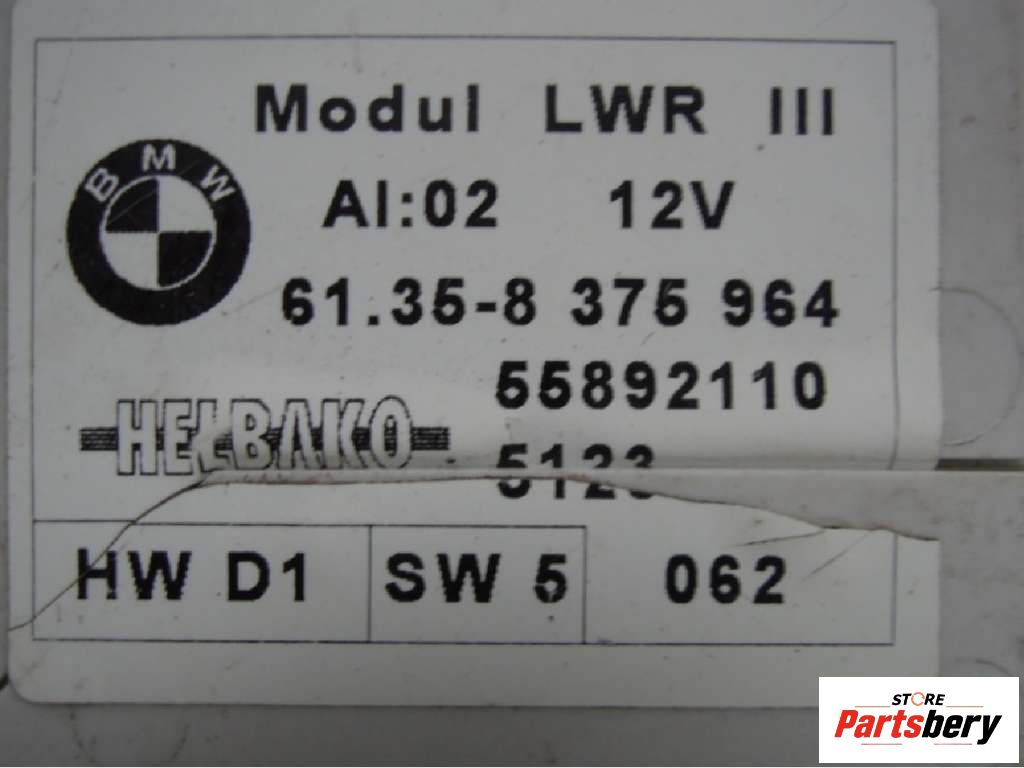 Modul LWR III
BMW
AI:02 12V
61.35-8 375 964
55892110
HELBAKO
5123
HW D1 SW 5 062
STORE
Partsbery